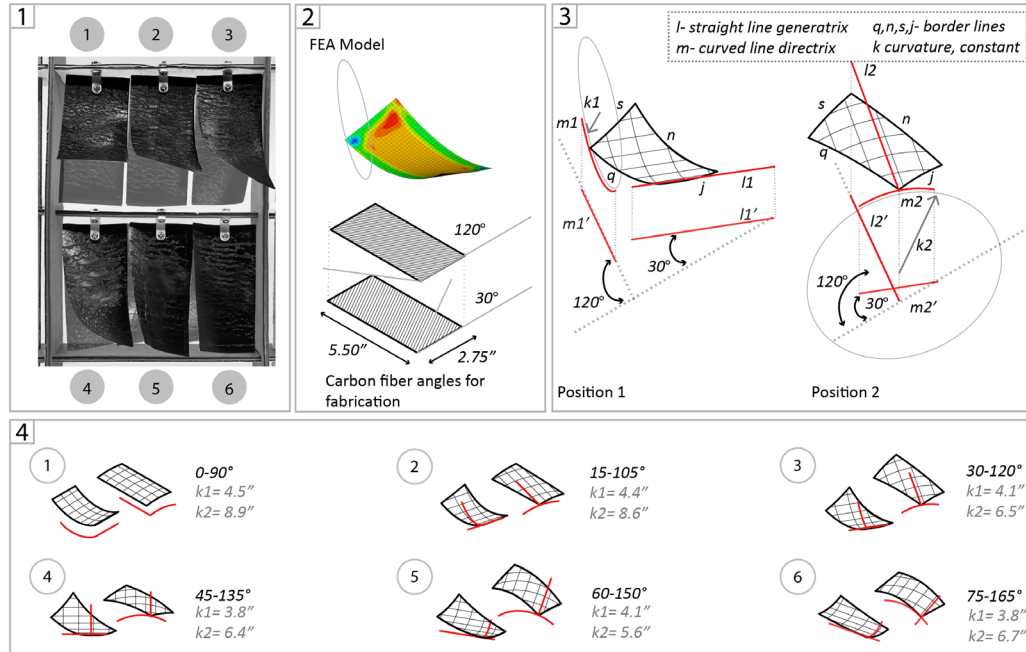 1
1
2
3
4
5
6
2
FEA Model
120°
30°
5.50”
2.75”
Carbon fiber angles for
fabrication
3
l- straight line generatrix
m- curved line directrix
q,n,s,j- border lines
k curvature, constant
k1
s
m1
n
q
j
l1
m1’
l1’
30°
120°
Position 1
l2
s
n
q
j
m2
l2’
k2
120°
30°
m2’
Position 2
4
1
0-90°
k1= 4.5”
k2= 8.9”
2
15-105°
k1= 4.4”
k2= 8.6”
3
30-120°
k1= 4.1”
k2= 6.5”
4
45-135°
k1= 3.8”
k2= 6.4”
5
60-150°
k1= 4.1”
k2= 5.6”
6
75-165°
k1= 3.8”
k2= 6.7”